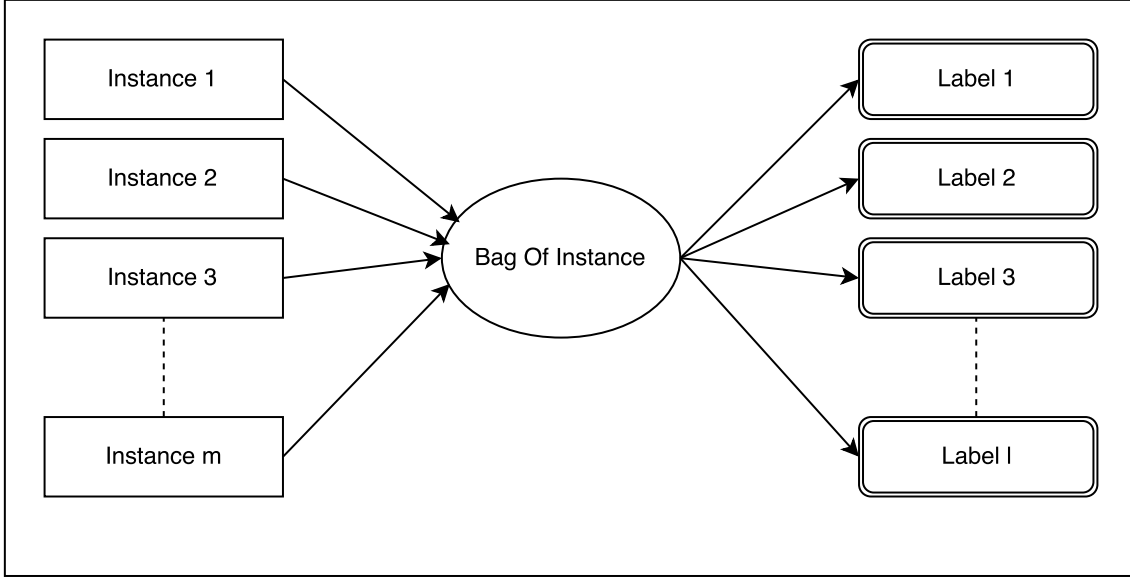 Instance 1
Instance 2
Instance 3
Instance m
Bag Of Instance
Label 1
Label 2
Label 3
Label l